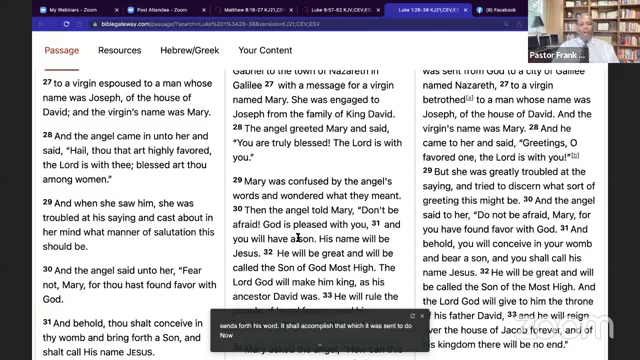 My Webinars - Zoom
Post Attendee - Zoom
Matthew 8:18-27 KJ21,CEV,ESV
Luke 9:57-62 KJ21,CEV,ESV
Luke 1:26-38 KJ21,CEV,ESV
(3) Facebook
biblegateway.com/passage/?search=Luke%201%3A26-38&version=KJ21,CEV,ESV
Pastor Frank
Passage
Resources
Hebrew/Greek
Your Content
27 to a virgin espoused to a man whose
name was Joseph, of the house of
David; and the virgin's name was Mary.
28 And the angel came in unto her and
said, "Hail, thou that art highly favored,
the Lord is with thee; blessed art thou
among women."
29 And when she saw him, she was
troubled at his saying and cast about in
her mind what manner of salutation this
should be.
30 And the angel said unto her, "Fear
not, Mary, for thou hast found favor with
God.
31 And behold, thou shalt conceive in
thy womb and bring forth a Son, and
shalt call His name JESUS.
Gabriel to the town of Nazareth in
Galilee 27 with a message for a virgin
named Mary. She was engaged to
Joseph from the family of King David.
28 The angel greeted Mary and said,
"You are truly blessed! The Lord is with
you."
29 Mary was confused by the angel's
words and wondered what they meant.
30 Then the angel told Mary, "Don't be
afraid! God is pleased with you, 31 and
you will have a son. His name will be
Jesus. 32 He will be great and will be
called the Son of God Most High. The
Lord God will make him king, as his
ancestor David was. 33 He will rule the
34 Mary asked the angel, "How can this
was sent from God to a city of Galilee
named Nazareth, 27 to a virgin
betrothed[a] to a man whose name was
Joseph, of the house of David. And the
virgin's name was Mary. 28 And he
came to her and said, "Greetings, O
favored one, the Lord is with you!"[b]
29 But she was greatly troubled at the
saying, and tried to discern what sort of
greeting this might be. 30 And the angel
said to her, "Do not be afraid, Mary, for
you have found favor with God. 31 And
behold, you will conceive in your womb
and bear a son, and you shall call his
name Jesus. 32 He will be great and will
be called the Son of the Most High. And
the Lord God will give to him the throne
of his father David, 33 and he will reign
over the house of Jacob forever, and of
his kingdom there will be no end."
sends forth his word. It shall accomplish that which it was sent to do
Now
zoom